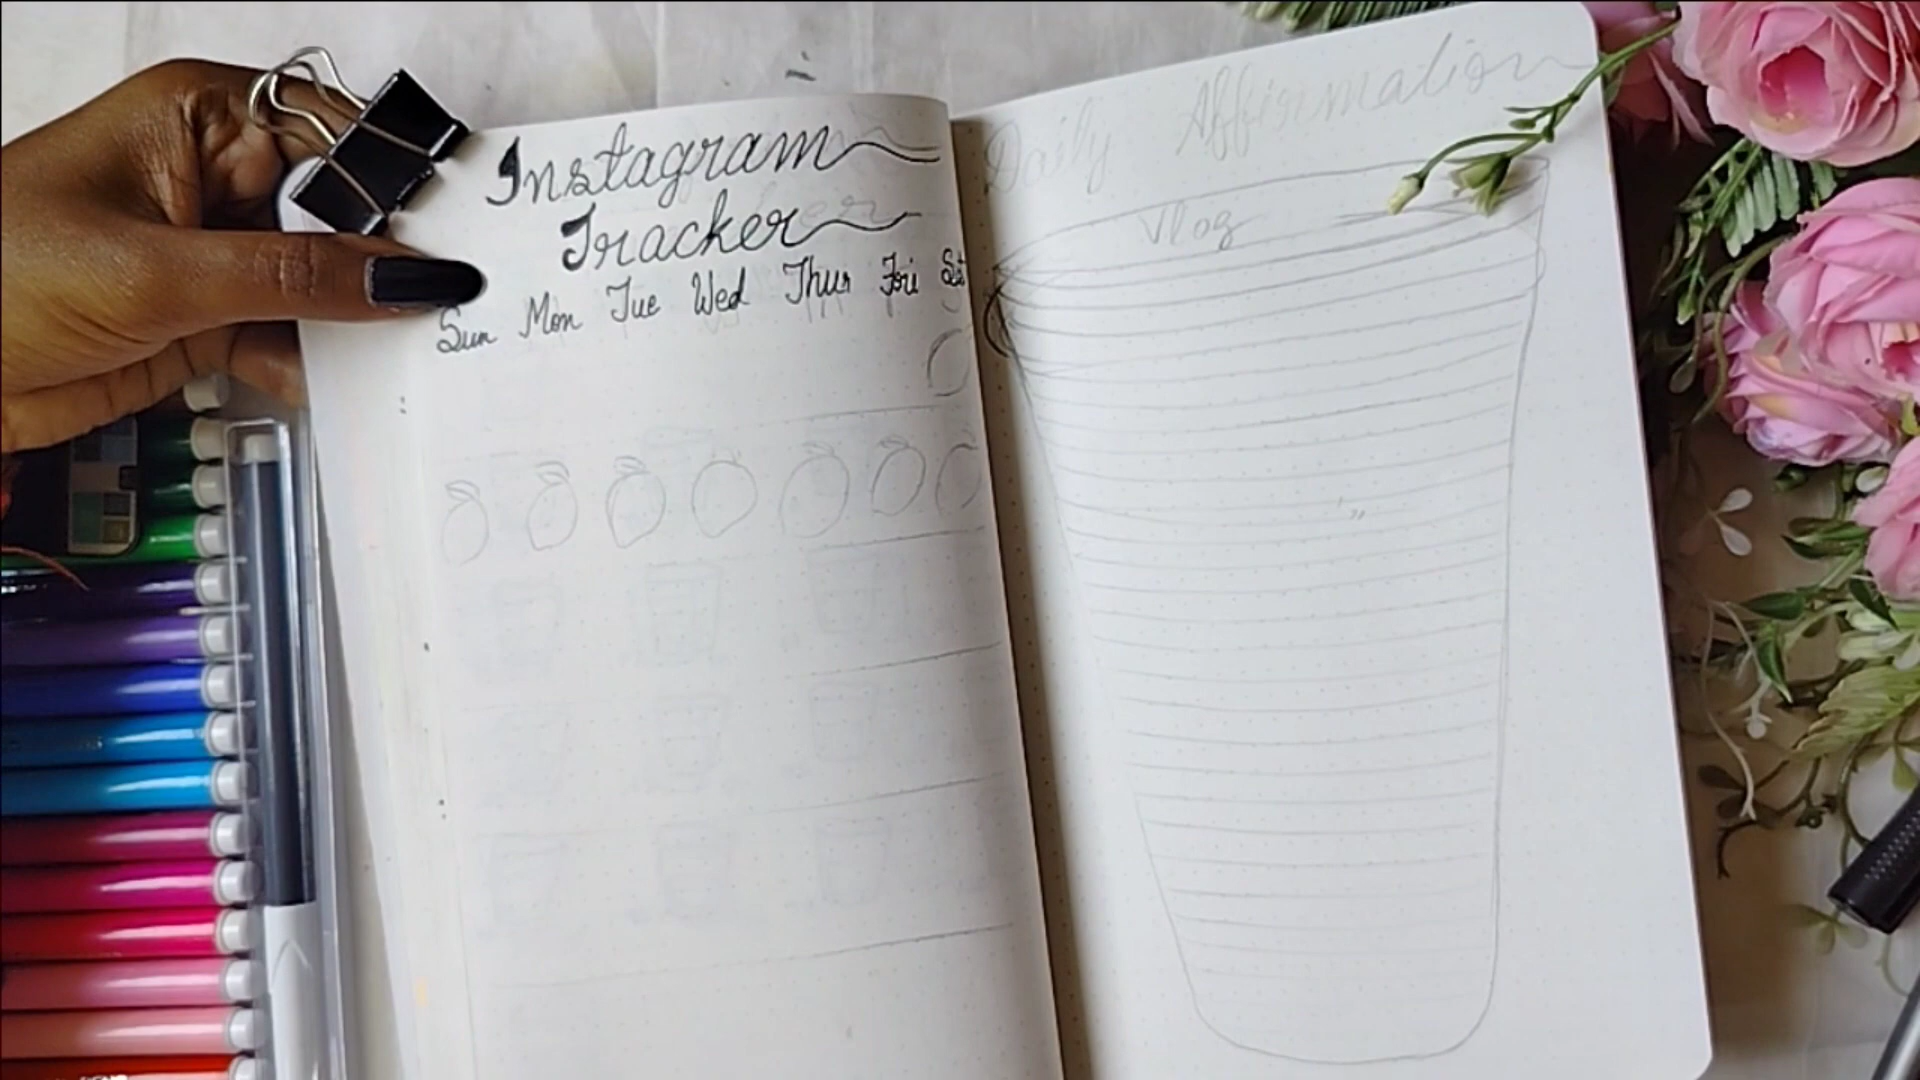 Instagram
Tracker
Sun Mon Tue Wed Thur Fri Sat
Daily Affirmation
Vlog